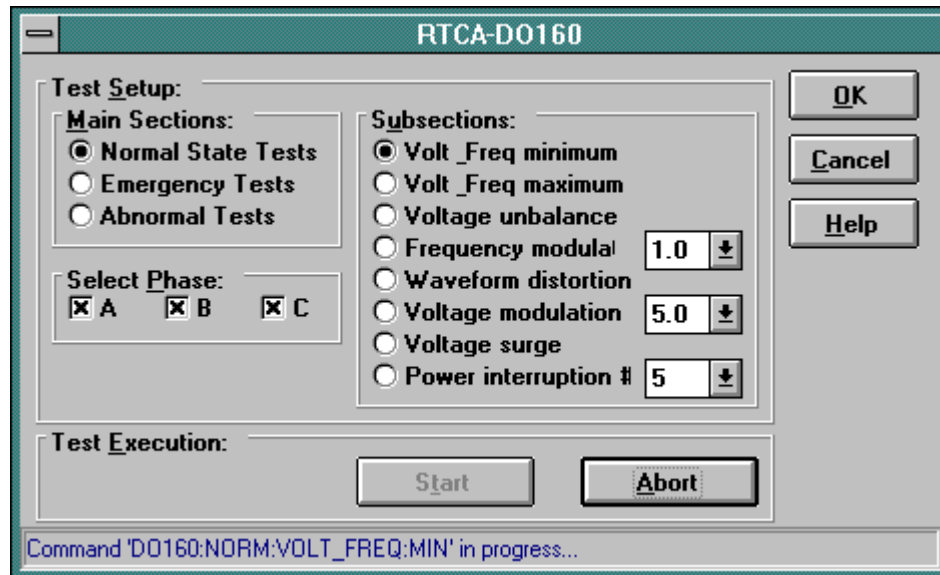 RTCA-DO160
Test Setup:
Main Sections:
Normal State Tests
Emergency Tests
Abnormal Tests
Select Phase:
A B C
Subsections:
Volt _Freq minimum
Volt _Freq maximum
Voltage unbalance
Frequency modula 1.0
Waveform distortion
Voltage modulation 5.0
Voltage surge
Power interruption # 5
OK
Cancel
Help
Test Execution:
Start Abort
Command 'DO160:NORM:VOLT_FREQ:MIN' in progress...